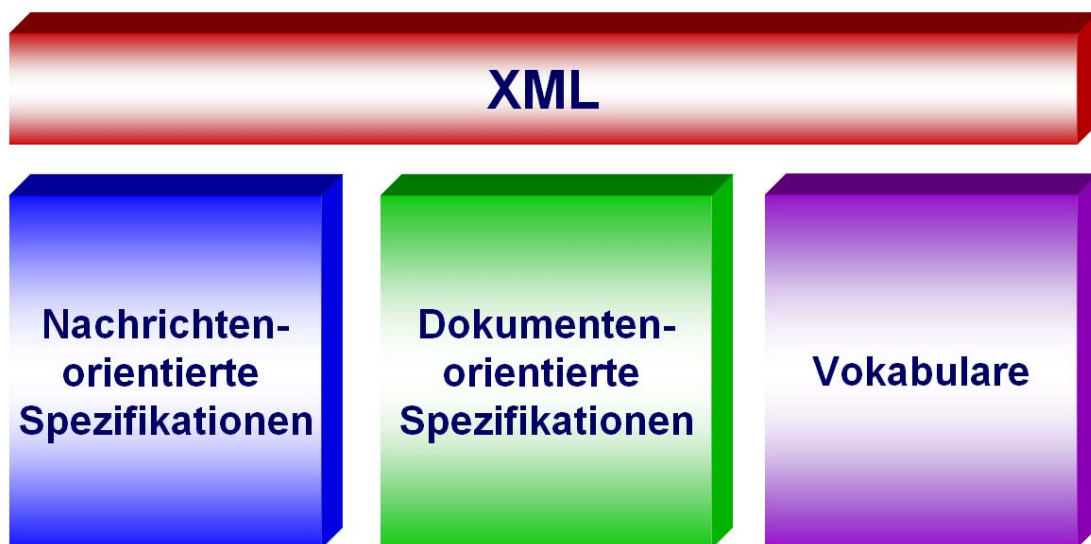 XML
Nachrichten-
orientierte
Spezifikationen
Dokumenten-
orientierte
Spezifikationen
Vokabulare